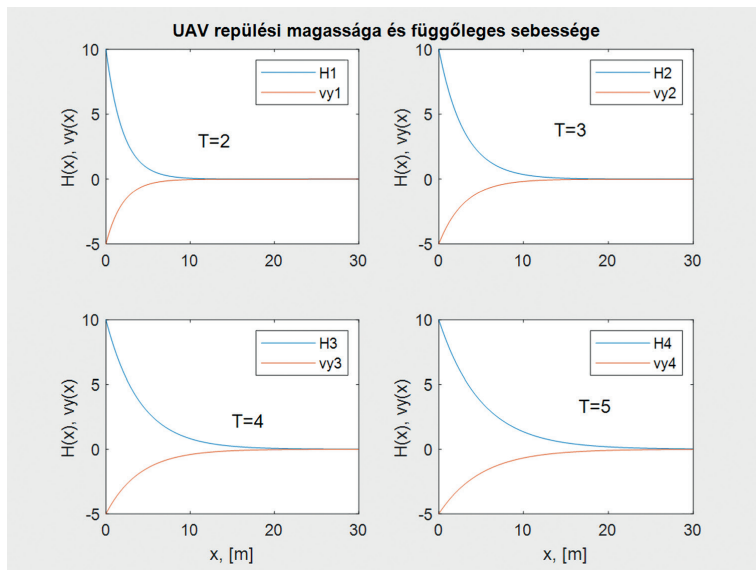 UAV repülési magassága és függőleges sebessége
H(x), vy(x)
10
5
0
-5
0 10 20 30
H1
vy1
T=2
H(x), vy(x)
10
5
0
-5
0 10 20 30
H2
vy2
T=3
H(x), vy(x)
10
5
0
-5
0 10 20 30
x, [m]
H3
vy3
T=4
H(x), vy(x)
10
5
0
-5
0 10 20 30
x, [m]
H4
vy4
T=5